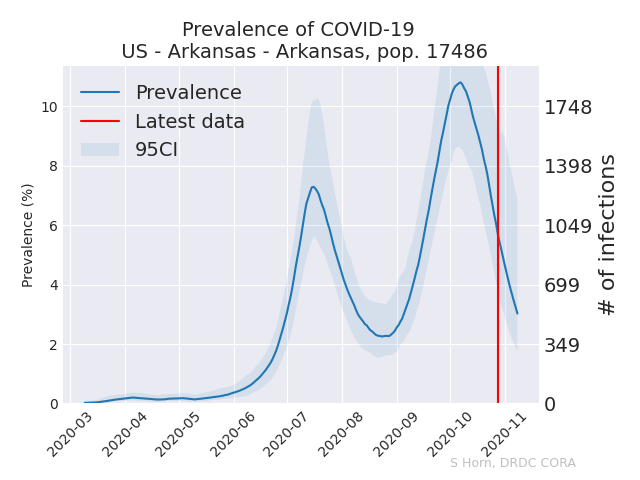 Prevalence of COVID-19
US - Arkansas - Arkansas, pop. 17486
Prevalence
Latest data
95CI
Prevalence (%)
10
8
6
4
2
0
1748
1398
1049
699
349
0
# of infections
2020-03
2020-04
2020-05
2020-06
2020-07
2020-08
2020-09
2020-10
2020-11
S Horn, DRDC CORA